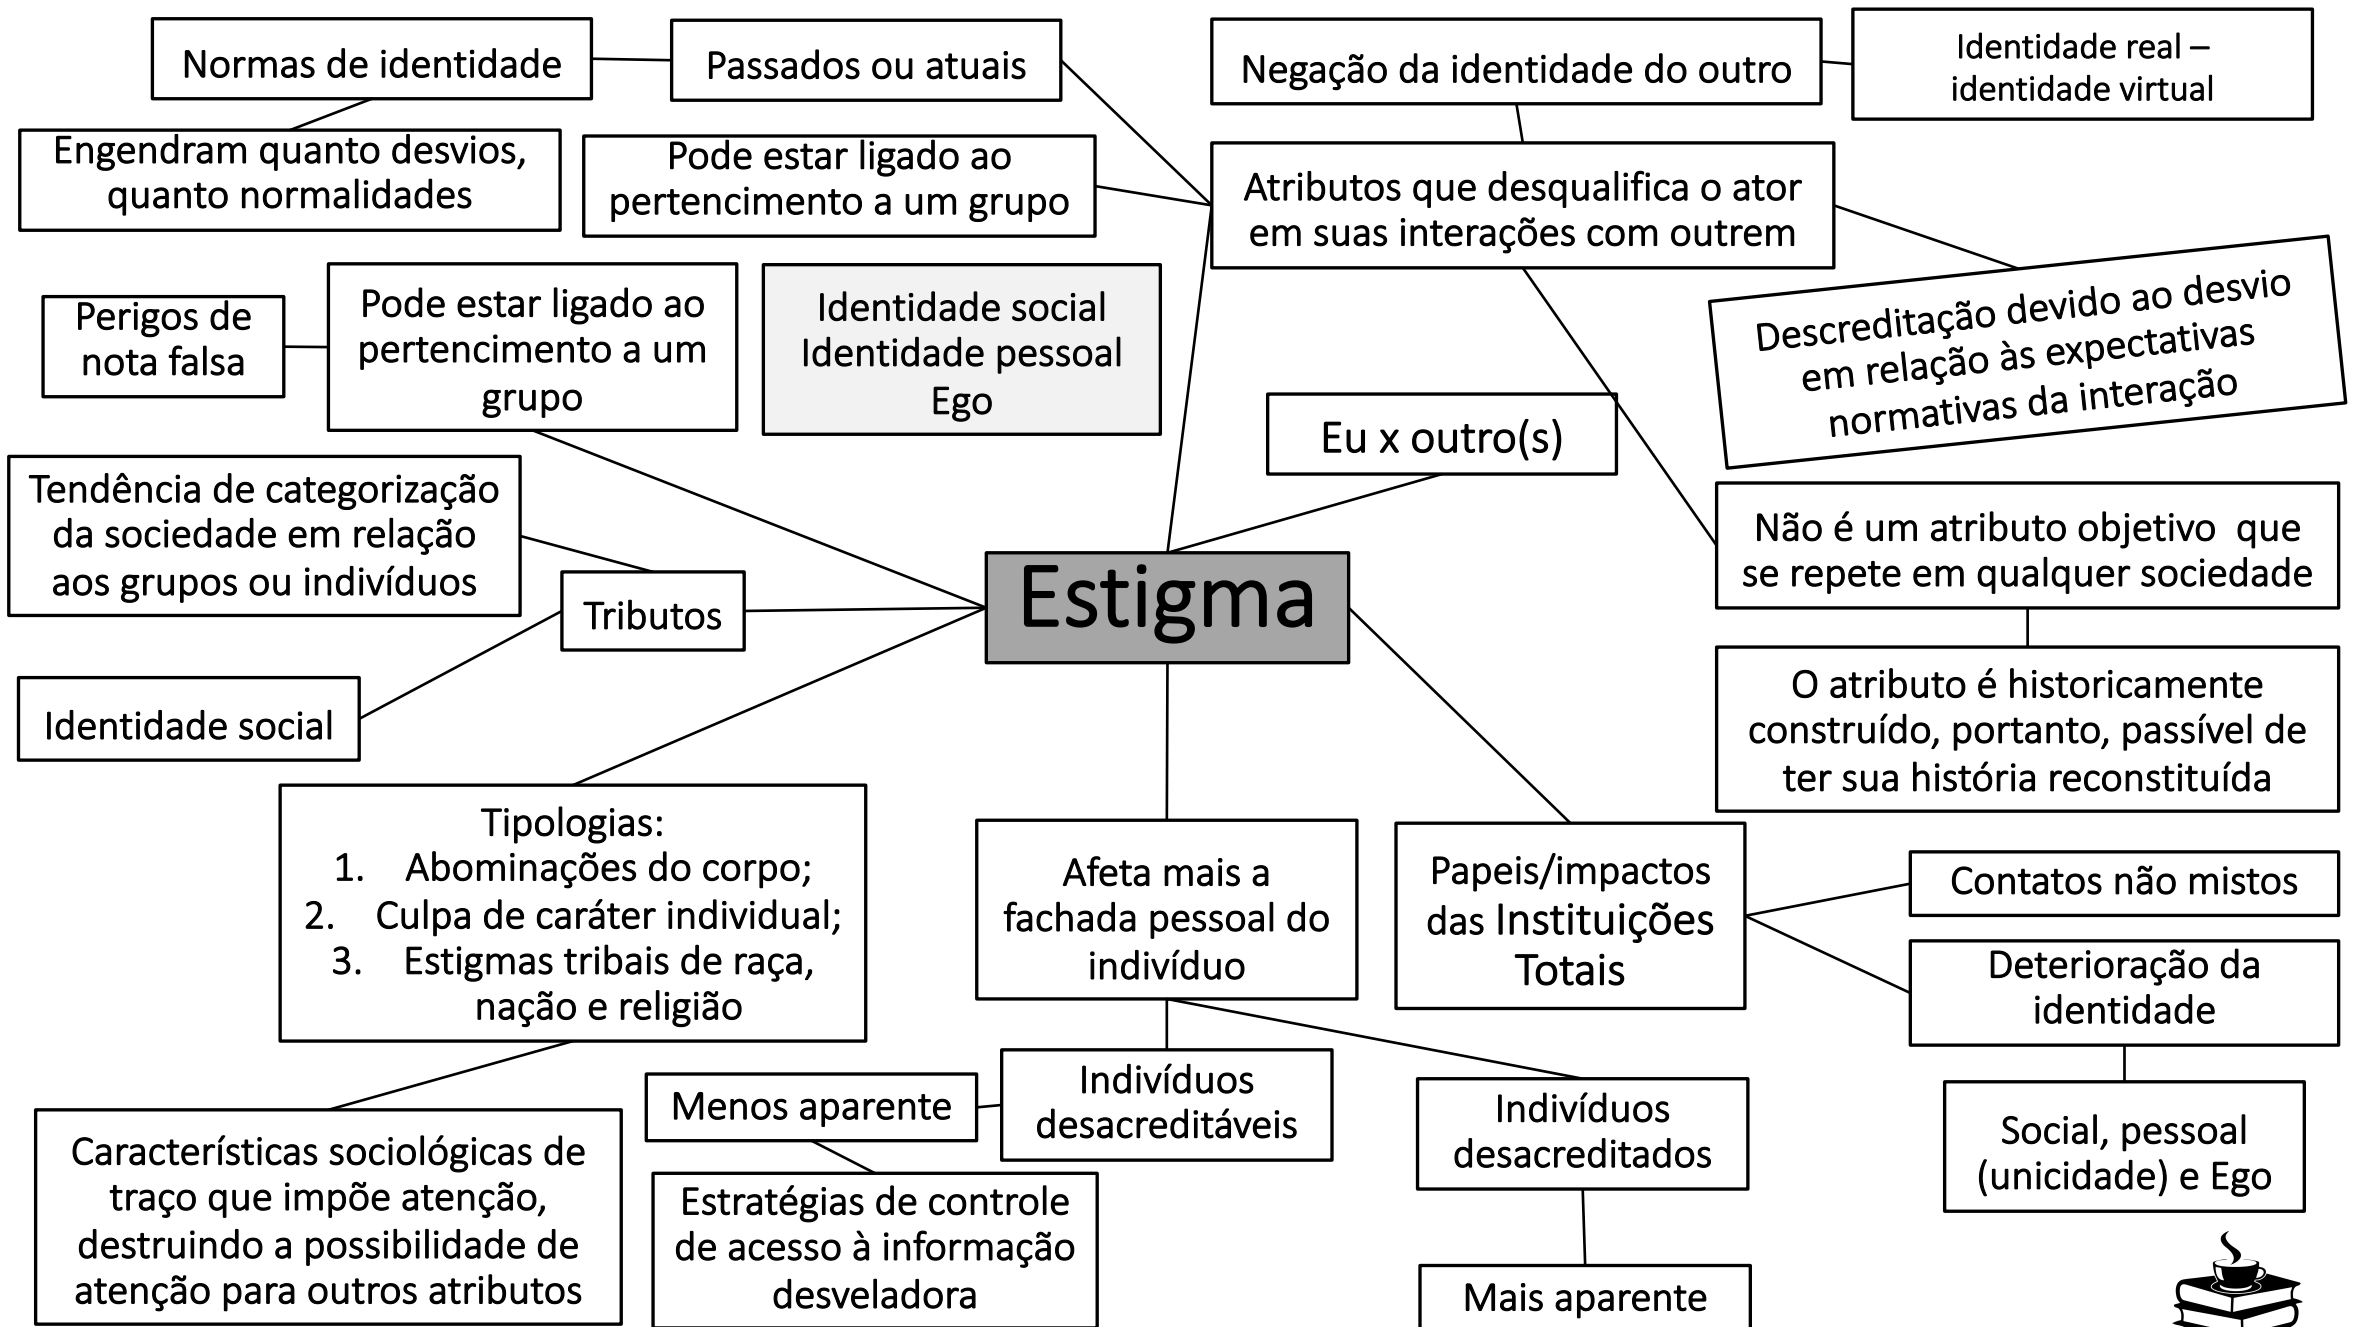 Normas de identidade
Passados ou atuais
Negação da identidade do outro
Identidade real –
identidade virtual
Engendram quanto desvios,
quanto normalidades
Pode estar ligado ao
pertencimento a um grupo
Atributos que desqualifica o ator
em suas interações com outrem
Perigos de
nota falsa
Pode estar ligado ao
pertencimento a um
grupo
Identidade social
Identidade pessoal
Ego
Descreditação devido ao desvio
em relação às expectativas
normativas da interação
Eu x outro(s)
Tendência de categorização
da sociedade em relação
aos grupos ou indivíduos
Não é um atributo objetivo que
se repete em qualquer sociedade
Estigma
Tributos
Identidade social
O atributo é historicamente
construído, portanto, passível de
ter sua história reconstituída
Tipologias:
1. Abominações do corpo;
2. Culpa de caráter individual;
3. Estigmas tribais de raça,
nação e religião
Afeta mais a
fachada pessoal do
indivíduo
Papeis/impactos
das Instituições
Totais
Contatos não mistos
Deterioração da
identidade
Indivíduos
desacreditáveis
Menos aparente
Indivíduos
desacreditados
Social, pessoal
(unicidade) e Ego
Características sociológicas de
traço que impõe atenção,
destruindo a possibilidade de
atenção para outros atributos
Estratégias de controle
de acesso à informação
desveladora
Mais aparente